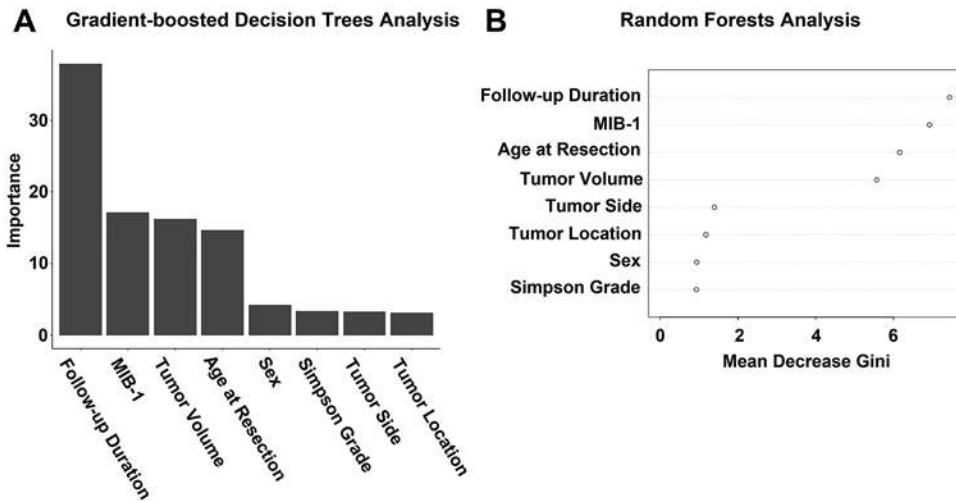 A Gradient-boosted Decision Trees Analysis
Importance
30
20
10
0
Follow-up Duration
MIB-1
Tumor Volume
Age at Resection
Sex
Simpson Grade
Tumor Side
Tumor Location
B Random Forests Analysis
Follow-up Duration
MIB-1
Age at Resection
Tumor Volume
Tumor Side
Tumor Location
Sex
Simpson Grade
0 2 4 6
Mean Decrease Gini